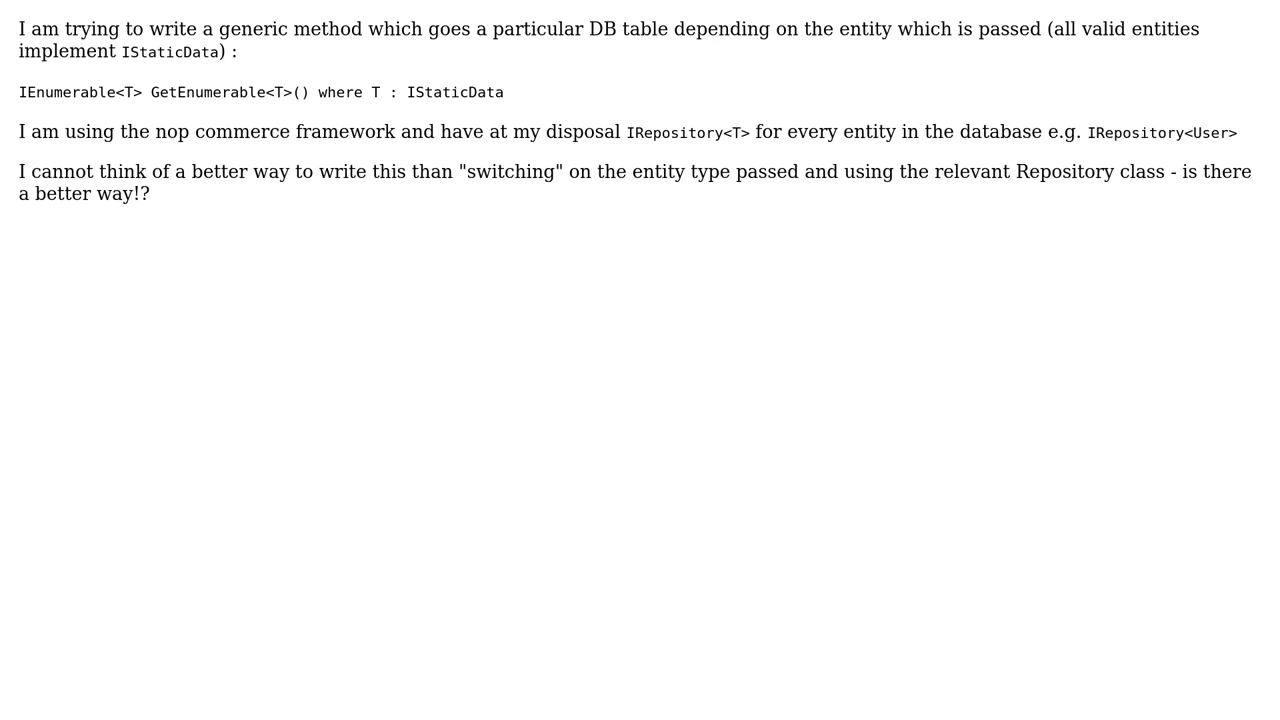 I am trying to write a generic method which goes a particular DB table depending on the entity which is passed (all valid entities
implement IStaticData) :
IEnumerable<T> GetEnumerable<T>() where T : IStaticData
I am using the nop commerce framework and have at my disposal IRepository<T> for every entity in the database e.g. IRepository<User>
I cannot think of a better way to write this than "switching" on the entity type passed and using the relevant Repository class - is there
a better way!?